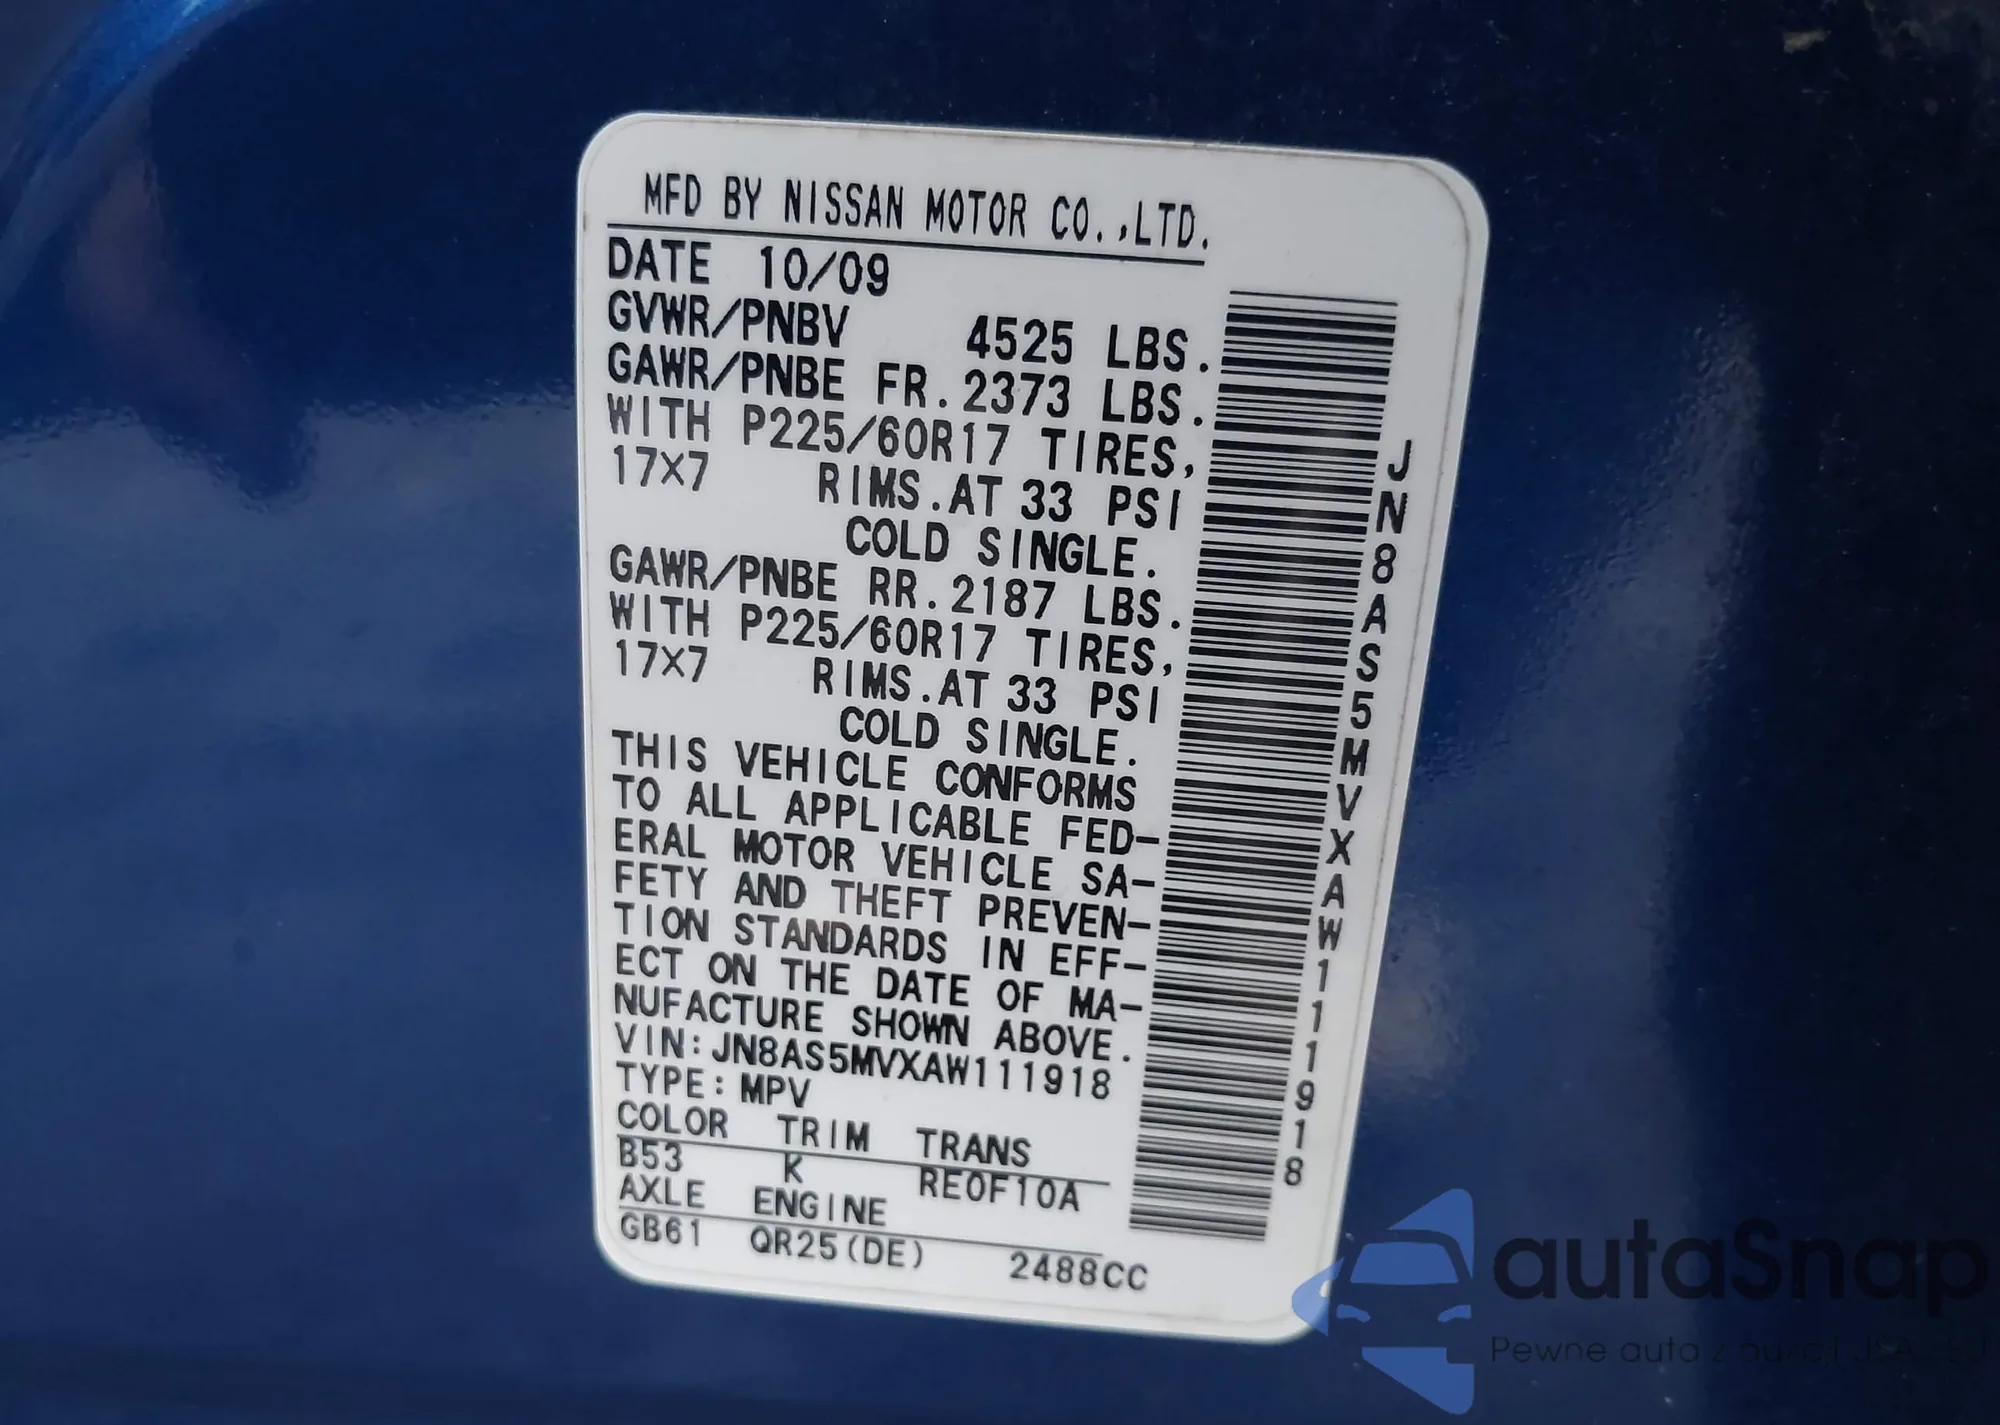 MFD BY NISSAN MOTOR CO.,LTD.
DATE 10/09
GVWR/PNBV 4525 LBS.
GAWR/PNBE FR.2373 LBS.
WITH P225/60R17 TIRES,
17X7 RIMS.AT 33 PSI
COLD SINGLE.
GAWR/PNBE RR.2187 LBS.
WITH P225/60R17 TIRES,
17X7 RIMS.AT 33 PSI
COLD SINGLE.
THIS VEHICLE CONFORMS
TO ALL APPLICABLE FED-
ERAL MOTOR VEHICLE SA-
FETY AND THEFT PREVEN-
TION STANDARDS IN EFF-
ECT ON THE DATE OF MA-
NUFACTURE SHOWN ABOVE.
VIN:JN8AS5MVXAW111918
TYPE:MPV
COLOR TRIM TRANS
B53 K RE0F10A
AXLE ENGINE
GB61 QR25(DE) 2488CC
JN8AS5MVXAW111918
autaSnap
Pewne auta z